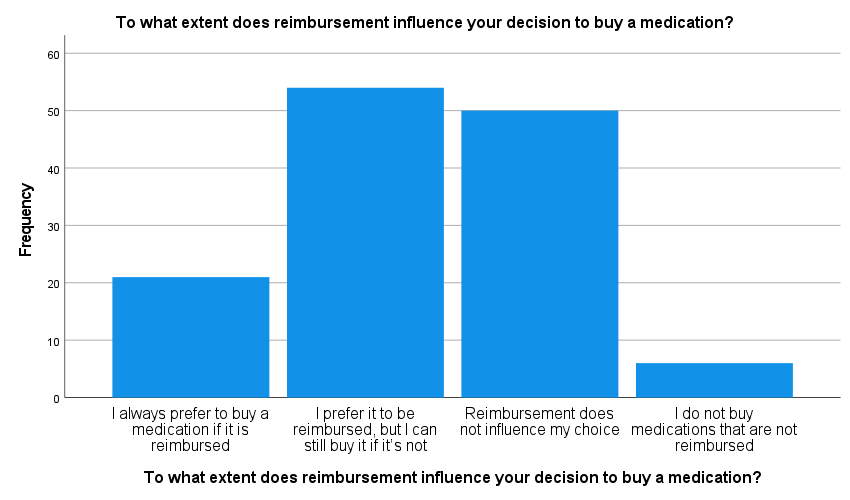 To what extent does reimbursement influence your decision to buy a medication?
60
50
40
30
20
10
0
Frequency
I always prefer to buy a
medication if it is
reimbursed
I prefer it to be
reimbursed, but I can
still buy it if it's not
Reimbursement does
not influence my choice
I do not buy
medications that are not
reimbursed
To what extent does reimbursement influence your decision to buy a medication?